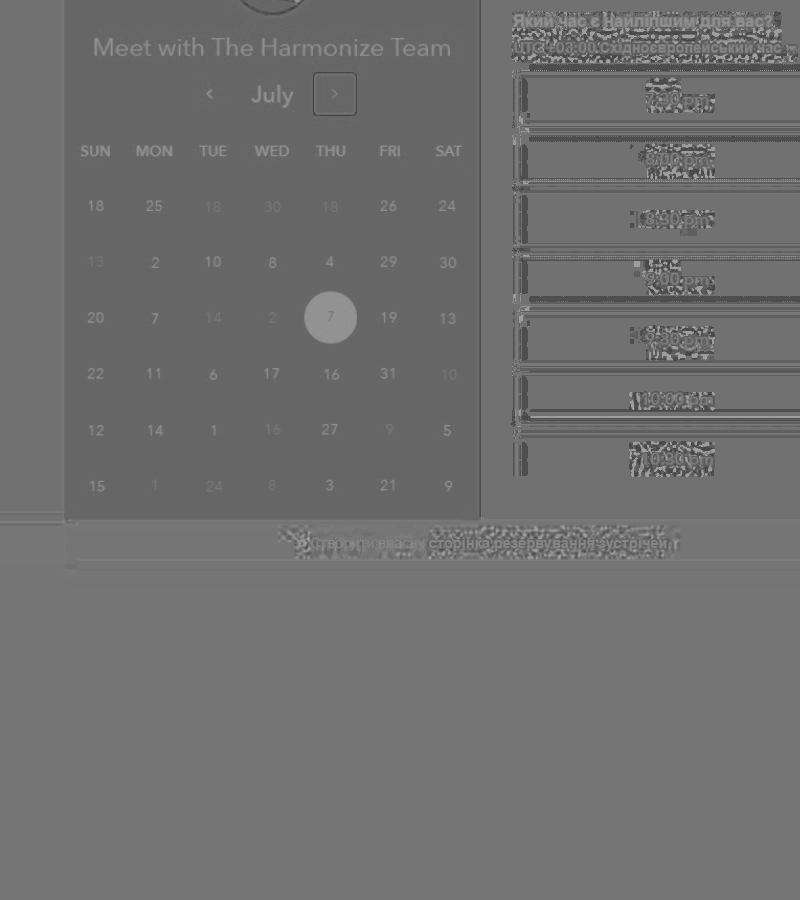 Meet with The Harmonize Team
July
SUN MON TUE WED THU FRI SAT
18 25 18 30 18 26 24
13 2 10 8 4 29 30
20 7 14 2 7 19 13
22 11 6 17 16 31 10
12 14 1 16 27 9 5
15 1 24 8 3 21 9
Який час є найліпшим для вас?
UTC +03:00 Східноєвропейський час
7:30 pm
8:00 pm
8:30 pm
9:00 pm
9:30 pm
10:00 pm
10:30 pm
Створити власну сторінка резервування зустрічей